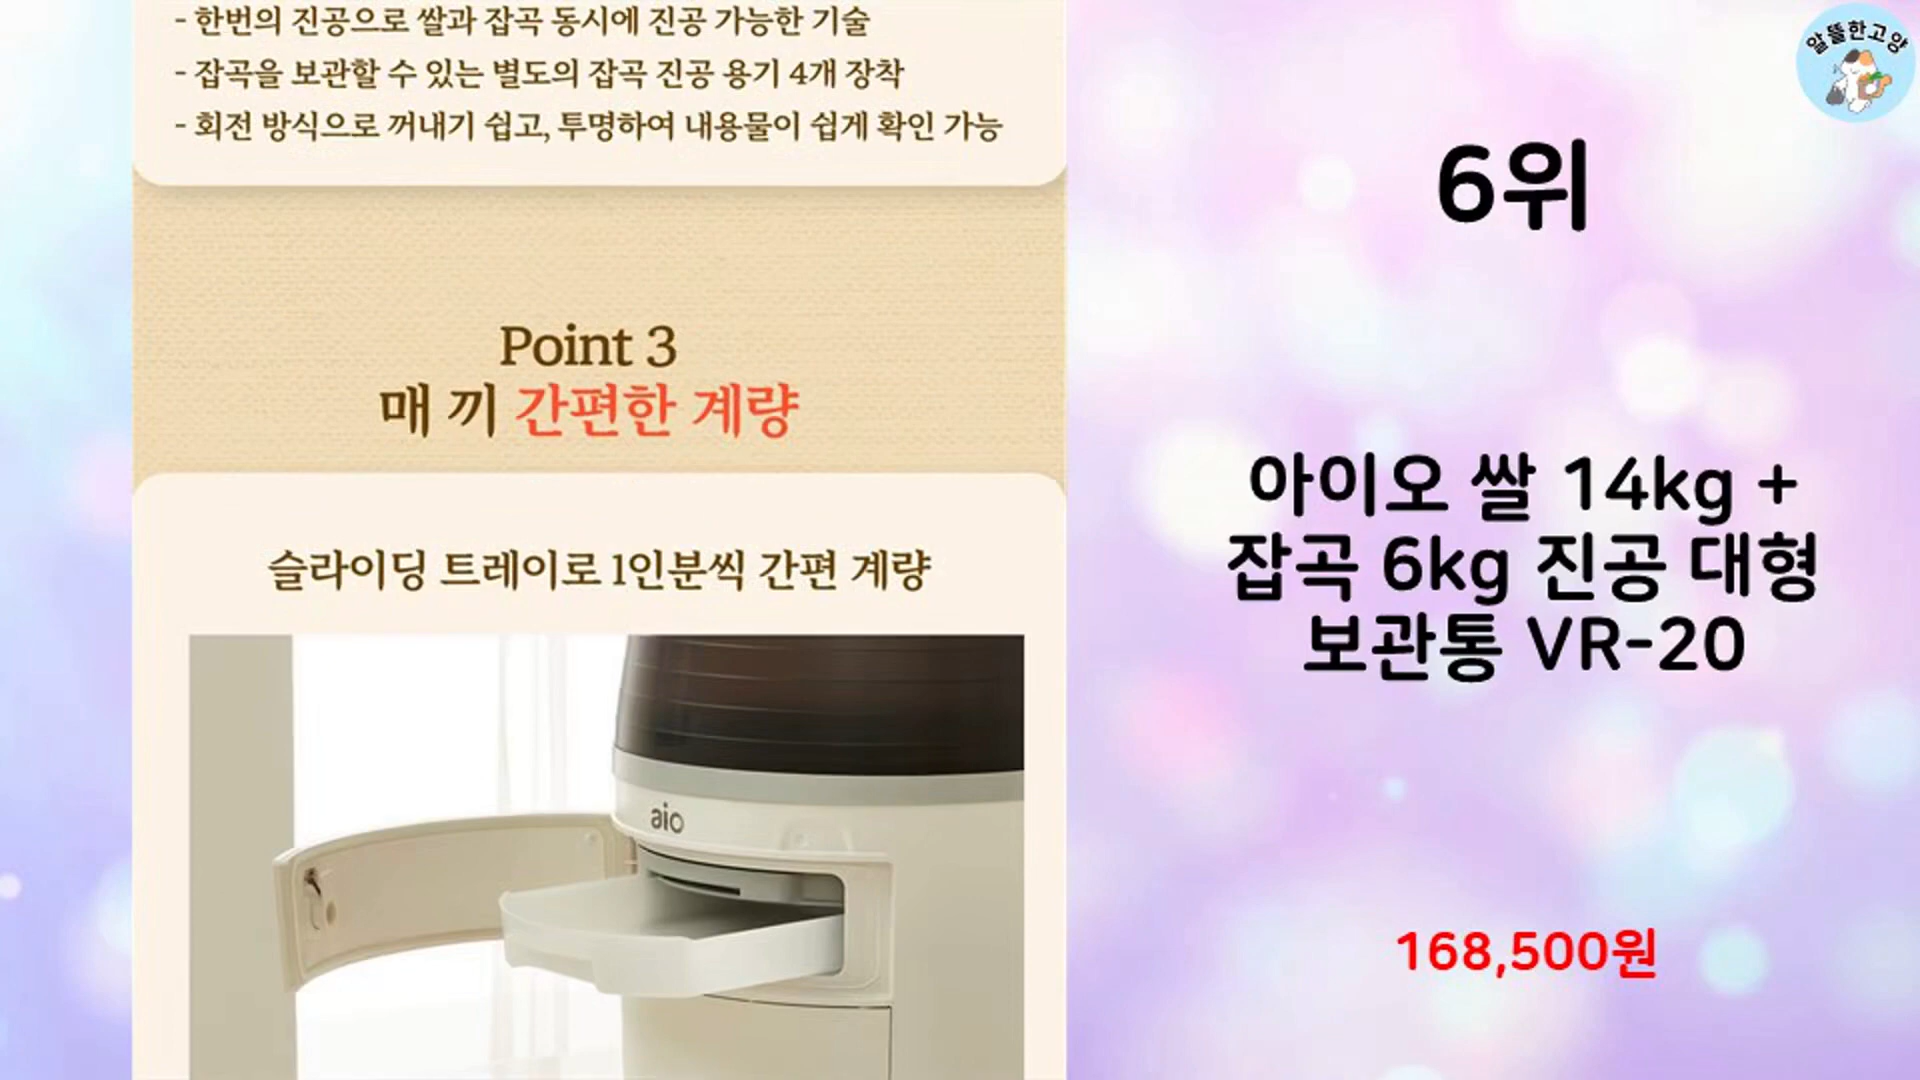 - 한번의 진공으로 쌀과 잡곡 동시에 진공 가능한 기술
- 잡곡을 보관할 수 있는 별도의 잡곡 진공 용기 4개 장착
- 회전 방식으로 꺼내기 쉽고, 투명하여 내용물이 쉽게 확인 가능
Point 3
매 끼 간편한 계량
슬라이딩 트레이로 1인분씩 간편 계량
aio
알뜰한고양
6위
아이오 쌀 14kg +
잡곡 6kg 진공 대형
보관통 VR-20
168,500원